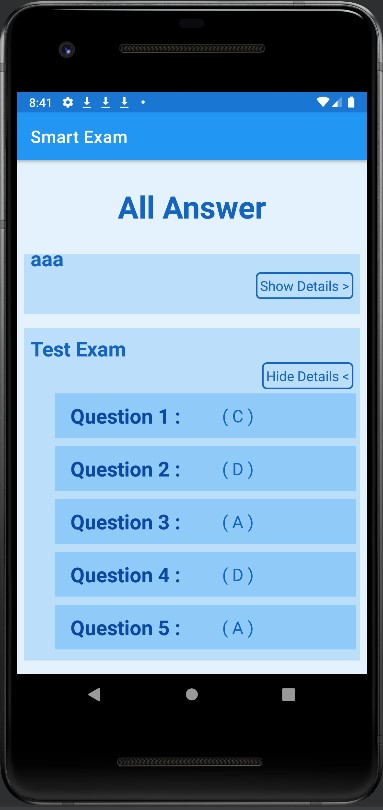 8:41
Smart Exam
All Answer
aaa
Show Details >
Test Exam
Hide Details <
Question 1 : ( C )
Question 2 : ( D )
Question 3 : ( A )
Question 4 : ( D )
Question 5 : ( A )